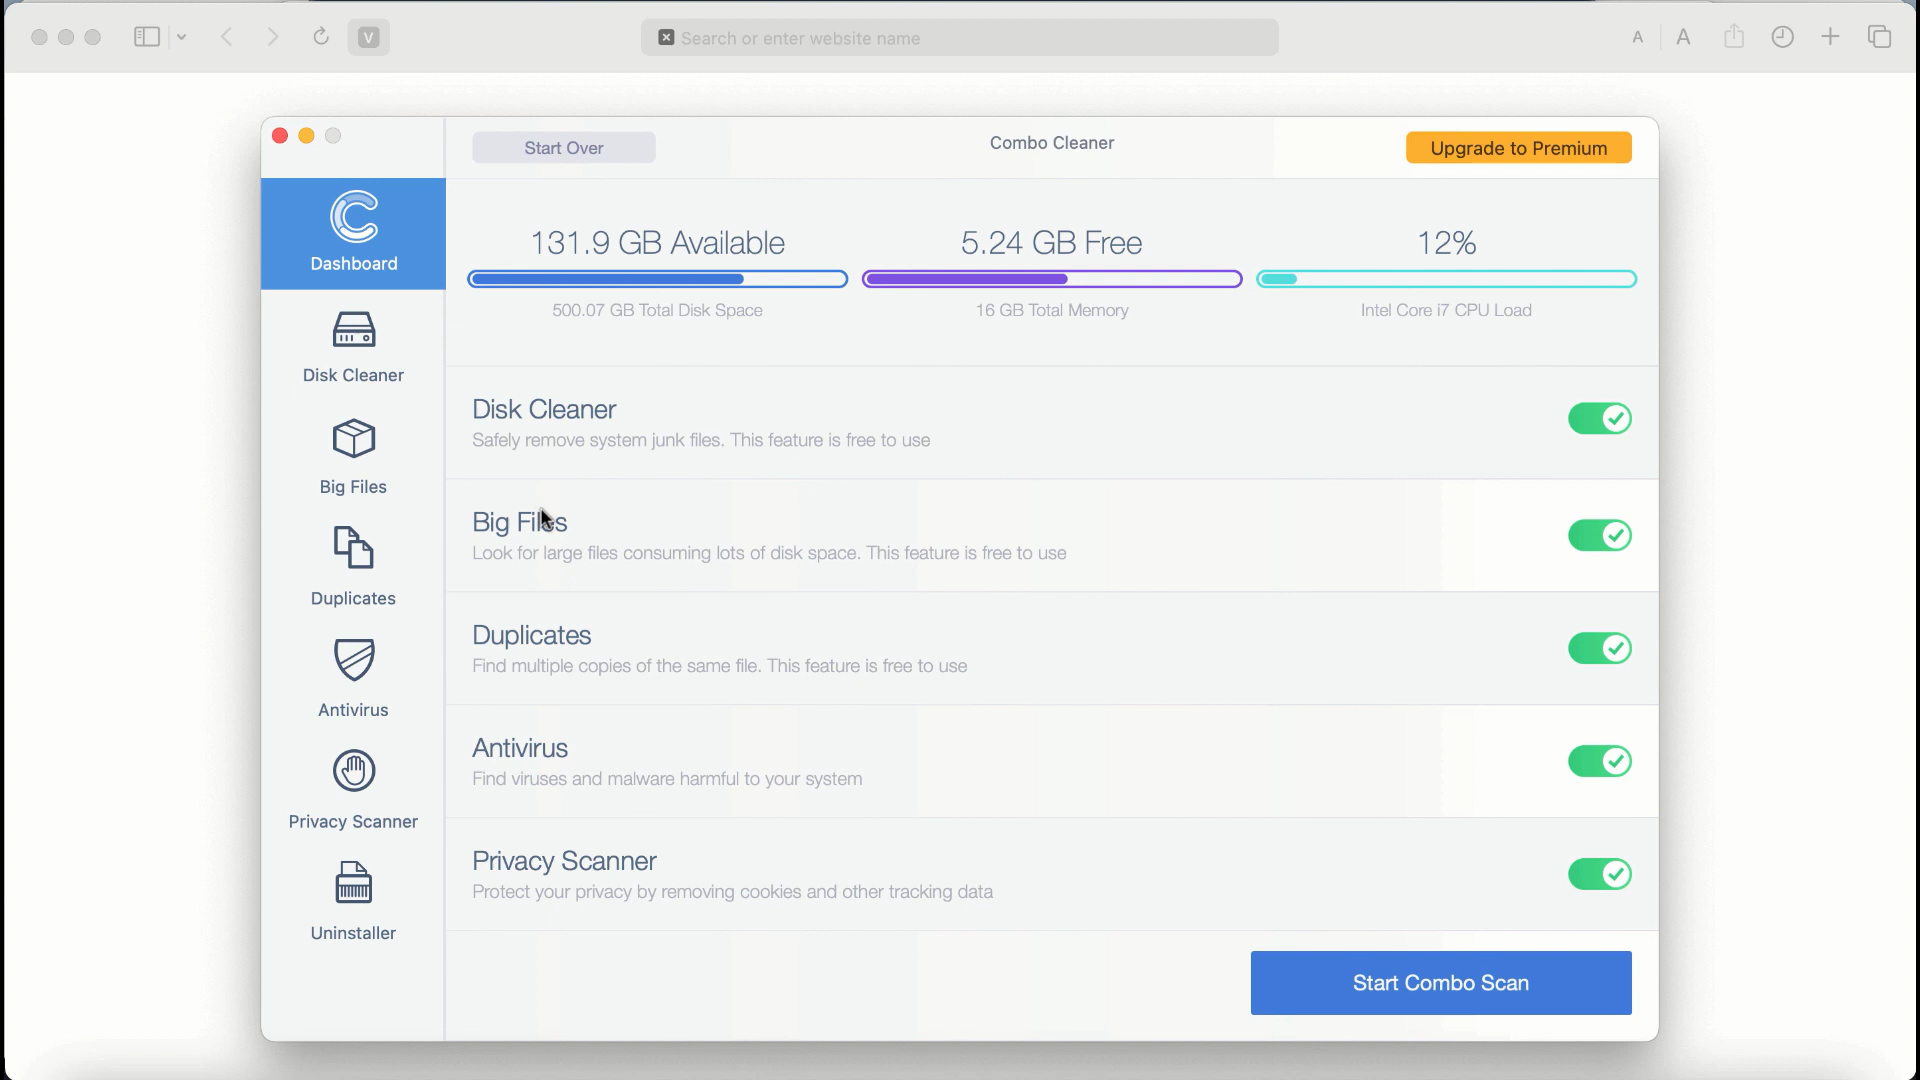 V
Search or enter website name
A
A
Start Over
Combo Cleaner
Upgrade to Premium
Dashboard
Disk Cleaner
Big Files
Duplicates
Antivirus
Privacy Scanner
Uninstaller
131.9 GB Available
5.24 GB Free
12%
500.07 GB Total Disk Space
16 GB Total Memory
Intel Core i7 CPU Load
Disk Cleaner
Safely remove system junk files. This feature is free to use
Big Files
Look for large files consuming lots of disk space. This feature is free to use
Duplicates
Find multiple copies of the same file. This feature is free to use
Antivirus
Find viruses and malware harmful to your system
Privacy Scanner
Protect your privacy by removing cookies and other tracking data
Start Combo Scan